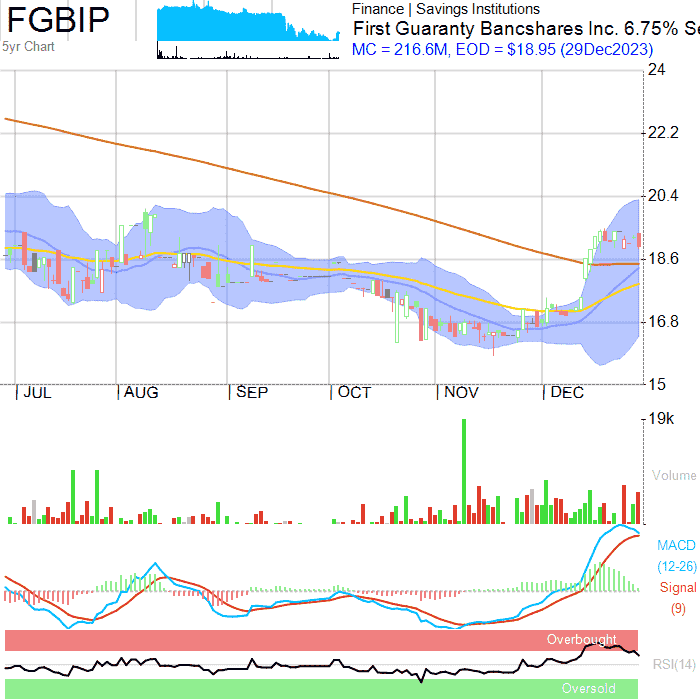 FGBIP
5yr Chart
Finance | Savings Institutions
First Guaranty Bancshares Inc. 6.75% Se
MC = 216.6M, EOD = $18.95 (29Dec2023)
24
22.2
20.4
18.6
16.8
15
JUL AUG SEP OCT NOV DEC
19k
Volume
MACD
(12-26)
Signal
(9)
Overbought
RSI(14)
Oversold